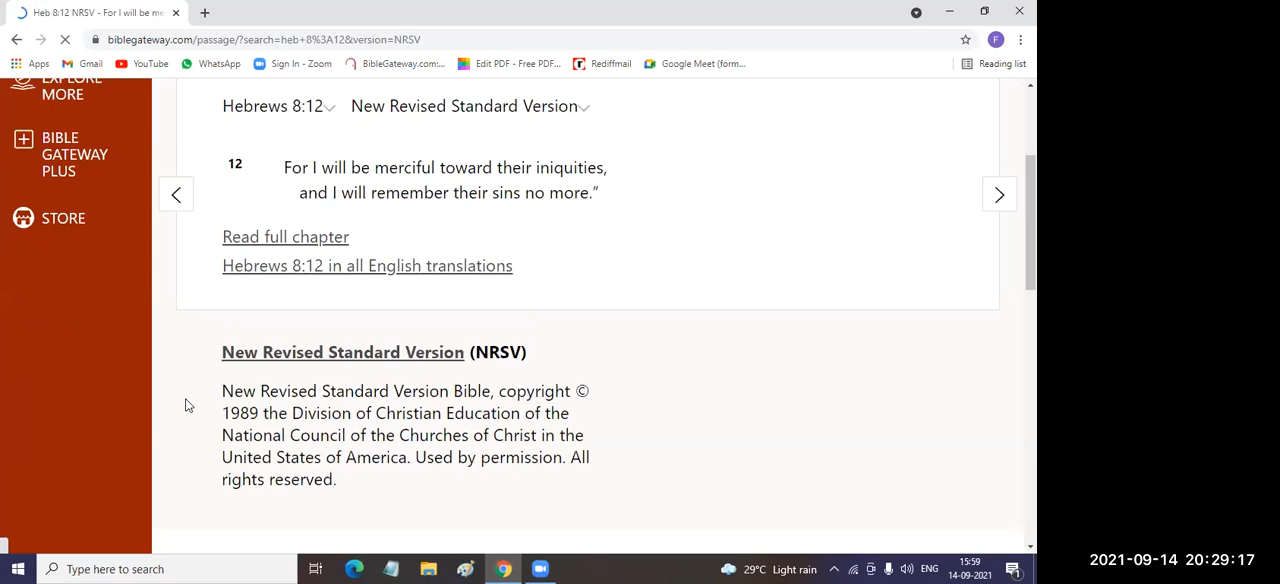 Heb 8:12 NRSV - For I will be me
biblegateway.com/passage/?search=heb+8%3A12&version=NRSV
F
Apps Gmail YouTube WhatsApp Sign In - Zoom BibleGateway.com:... Edit PDF - Free PDF... Rediffmail Google Meet (form... Reading list
EXPLORE
MORE
BIBLE
GATEWAY
PLUS
STORE
Hebrews 8:12 New Revised Standard Version
12 For I will be merciful toward their iniquities,
and I will remember their sins no more.”
Read full chapter
Hebrews 8:12 in all English translations
New Revised Standard Version (NRSV)
New Revised Standard Version Bible, copyright ©
1989 the Division of Christian Education of the
National Council of the Churches of Christ in the
United States of America. Used by permission. All
rights reserved.
Type here to search
29°C Light rain
ENG
15:59
14-09-2021
1
2021-09-14 20:29:17